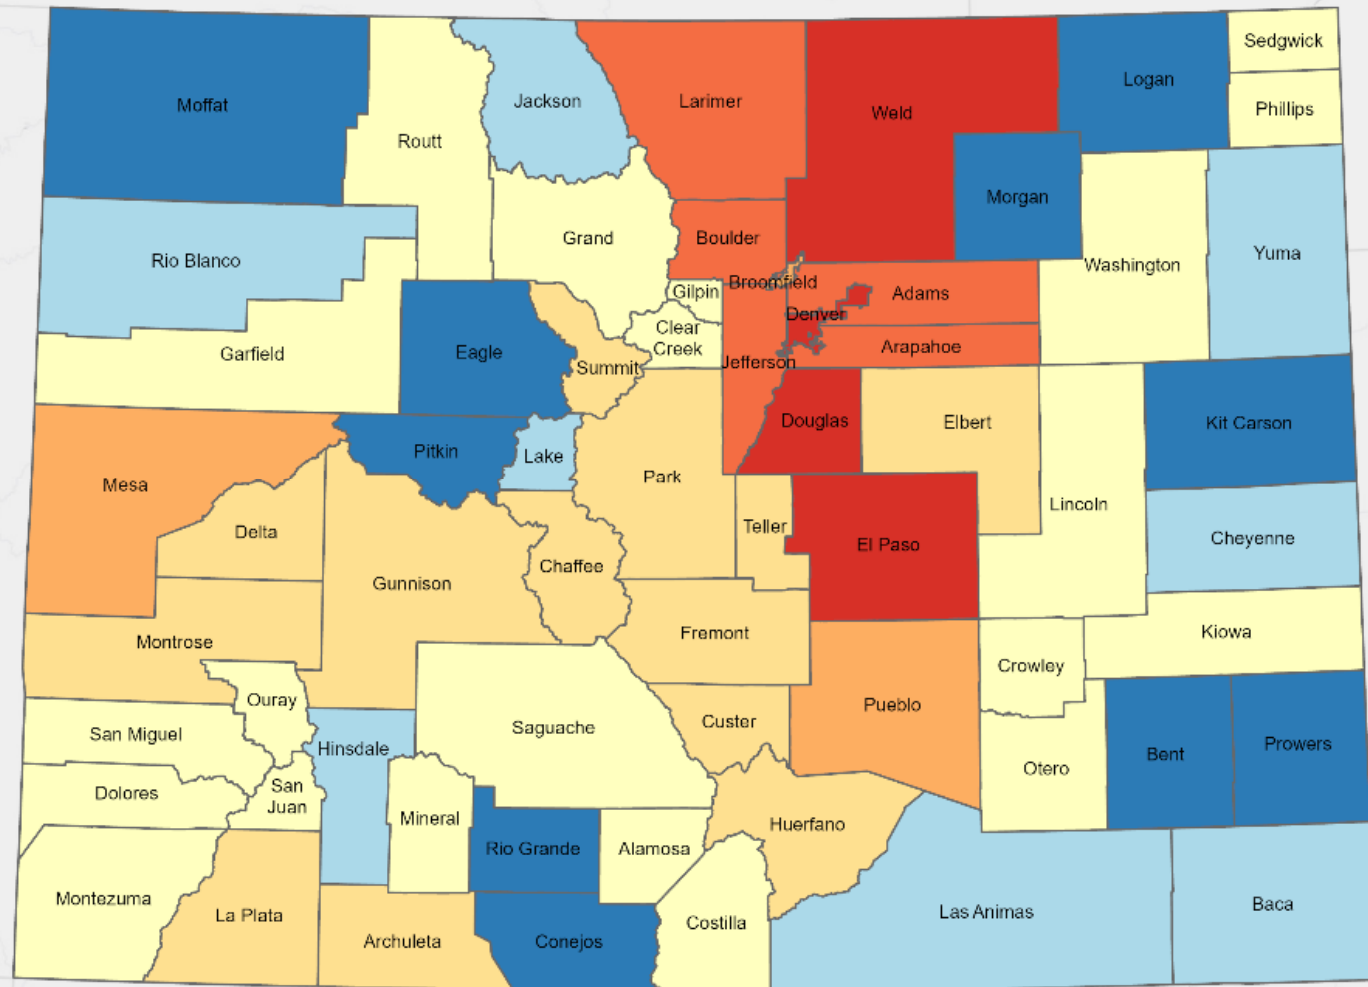 Sedgwick
Logan
Moffat
Jackson
Larimer
Phillips
Weld
Routt
Morgan
Grand
Boulder
Yuma
Rio Blanco
Washington
Broomfield
Gilpin
Adams
Denver
Clear
Creek
Arapahoe
Garfield
Eagle
Summit
Jefferson
Douglas
Elbert
Kit Carson
Pitkin
Lake
Park
Mesa
Lincoln
Teller
Delta
Cheyenne
El Paso
Chaffee
Gunnison
Fremont
Kiowa
Montrose
Crowley
Ouray
Pueblo
Custer
Saguache
San Miguel
Hinsdale
Prowers
Bent
Otero
San
Juan
Dolores
Mineral
Huerfano
Rio Grande
Alamosa
Montezuma
Baca
Las Animas
La Plata
Costilla
Archuleta
Conejos